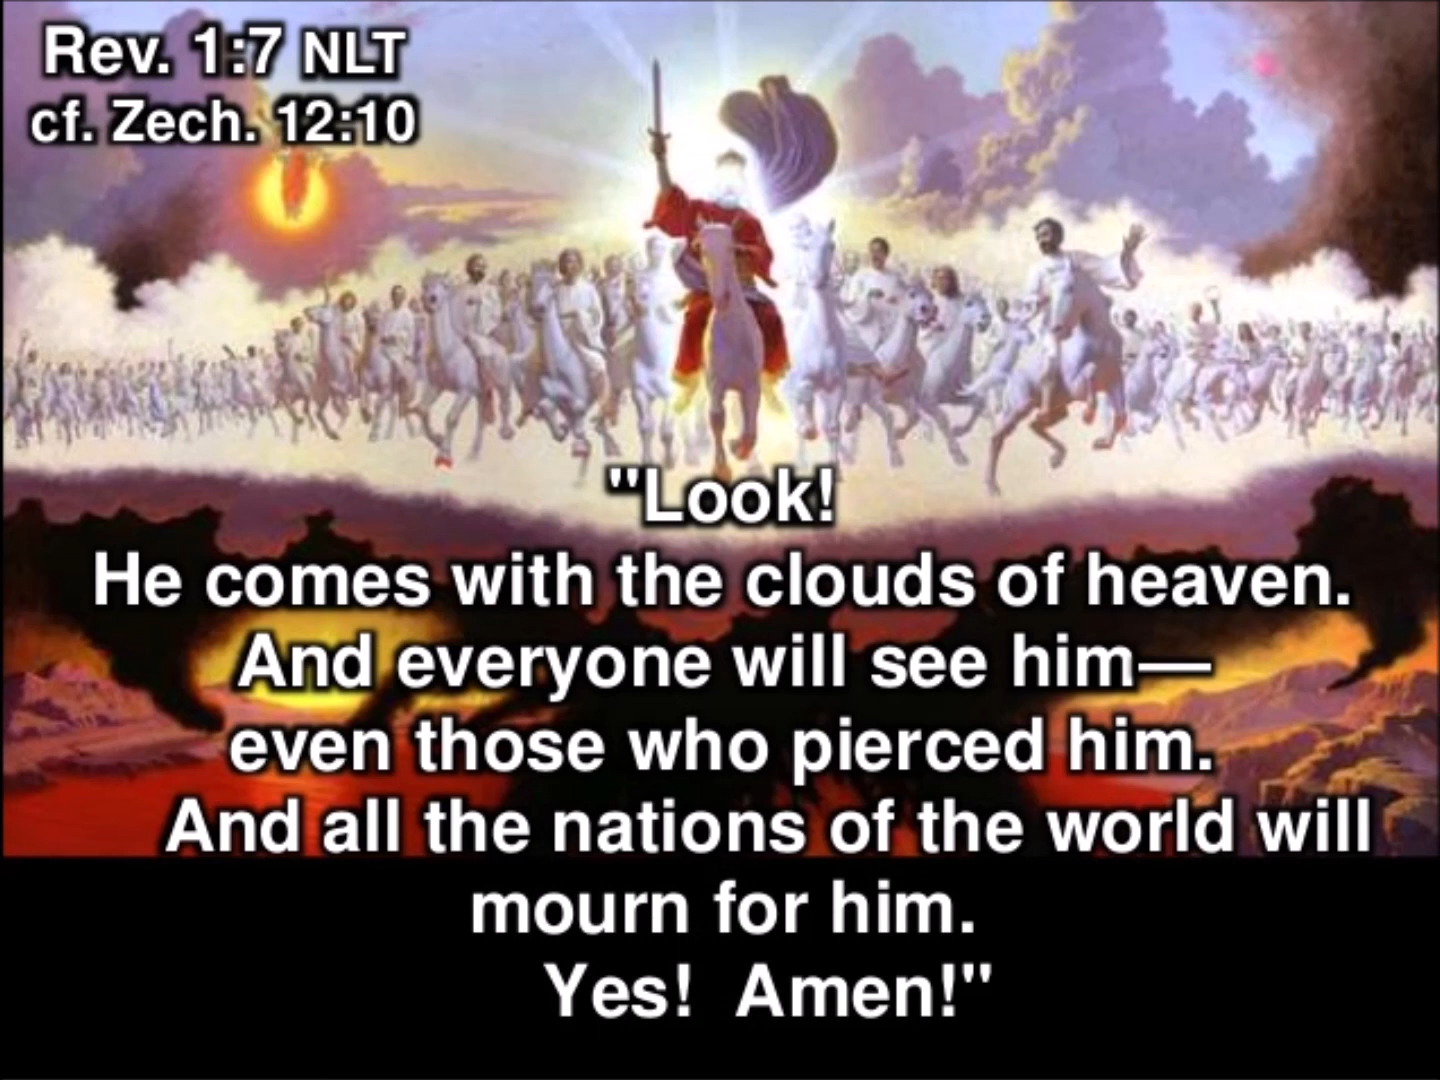 Rev. 1:7 NLT
cf. Zech. 12:10
"Look!
He comes with the clouds of heaven.
And everyone will see him—
even those who pierced him.
And all the nations of the world will
mourn for him.
Yes!  Amen!"